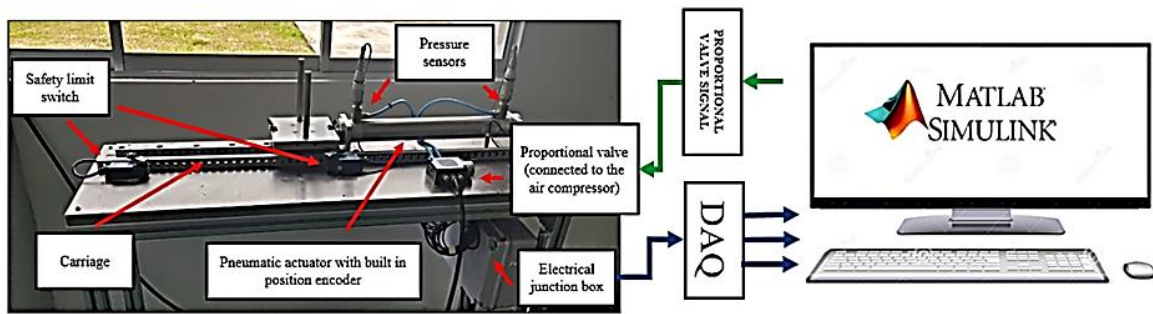 Safety limit
switch
Pressure
sensors
Proportional valve
(connected to the
air compressor)
Carriage
Pneumatic actuator with built in
position encoder
Electrical
junction box
PROPORTIONAL
VALVE SIGNAL
DAQ
MATLAB
SIMULINK